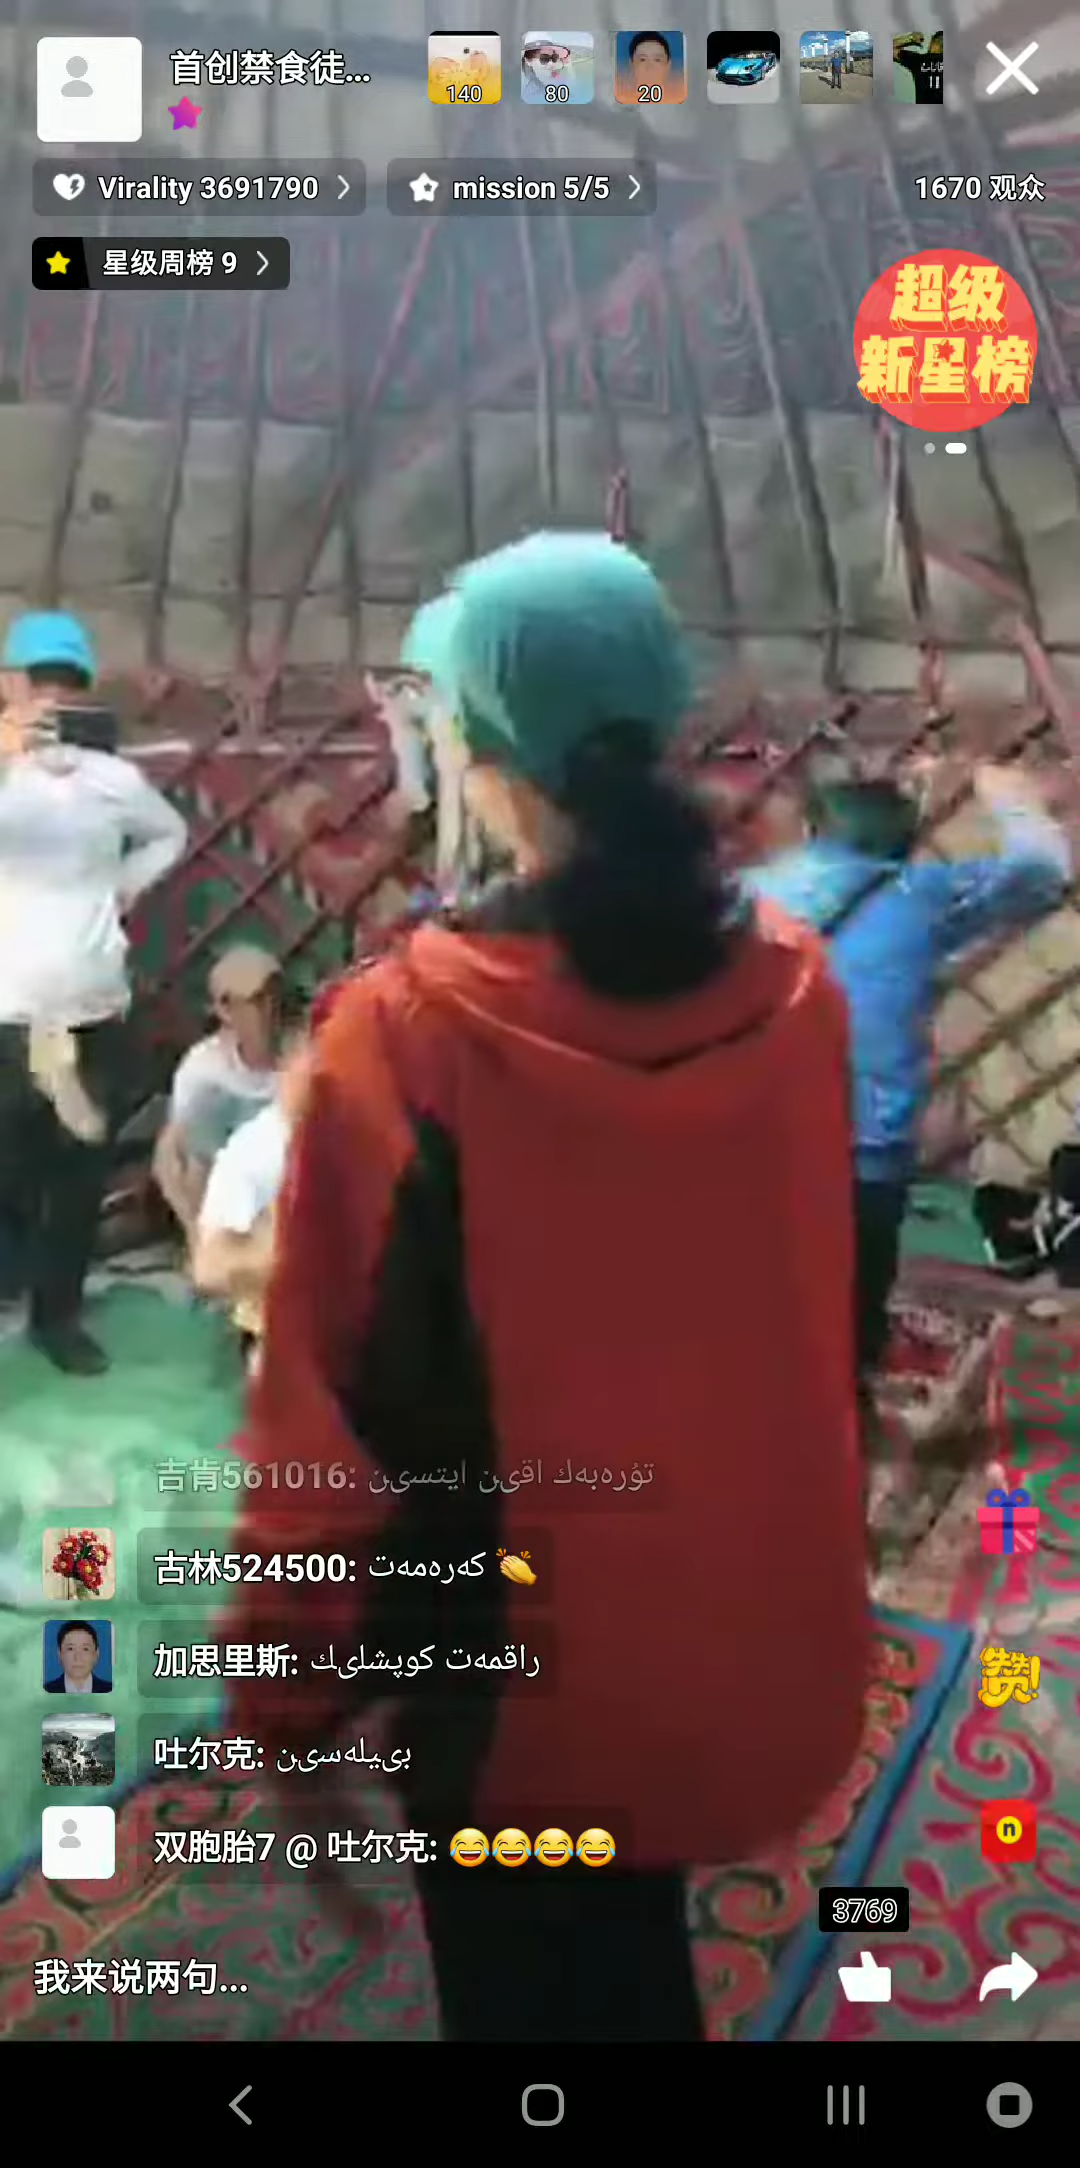 首创禁食徒...
140
80
20
Virality 3691790
mission 5/5
1670 观众
星级周榜 9
超级
新星榜
吉肯561016: تۇرەبەك اقىن ايتسىن
古林524500: كەرەمەت 👏
加思里斯: راقمەت كوپشىلىك
吐尔克: بىيلەسىن
双胞胎7 @ 吐尔克: 😂😂😂😂
赞!
n
3769
我来说两句...